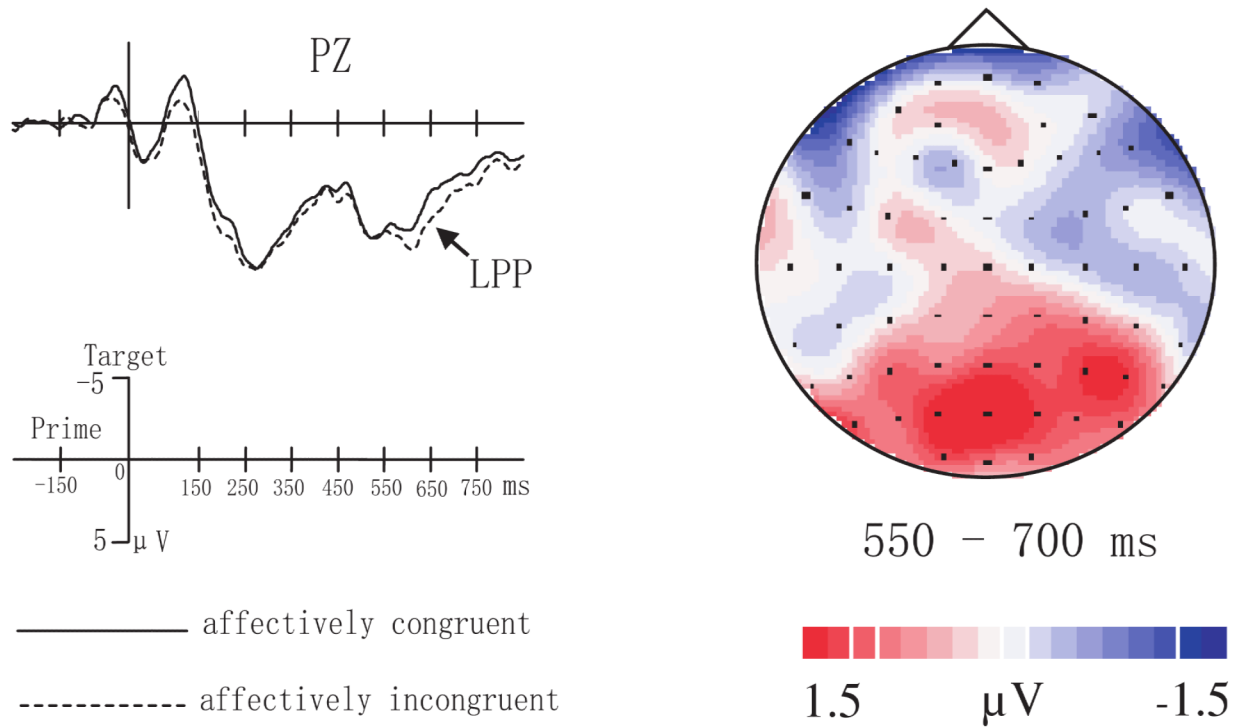 PZ
LPP
Target
-5
Prime
0
-150
150 250 350 450 550 650 750 ms
5 μV
affectively congruent
affectively incongruent
550 - 700 ms
1.5 μV -1.5